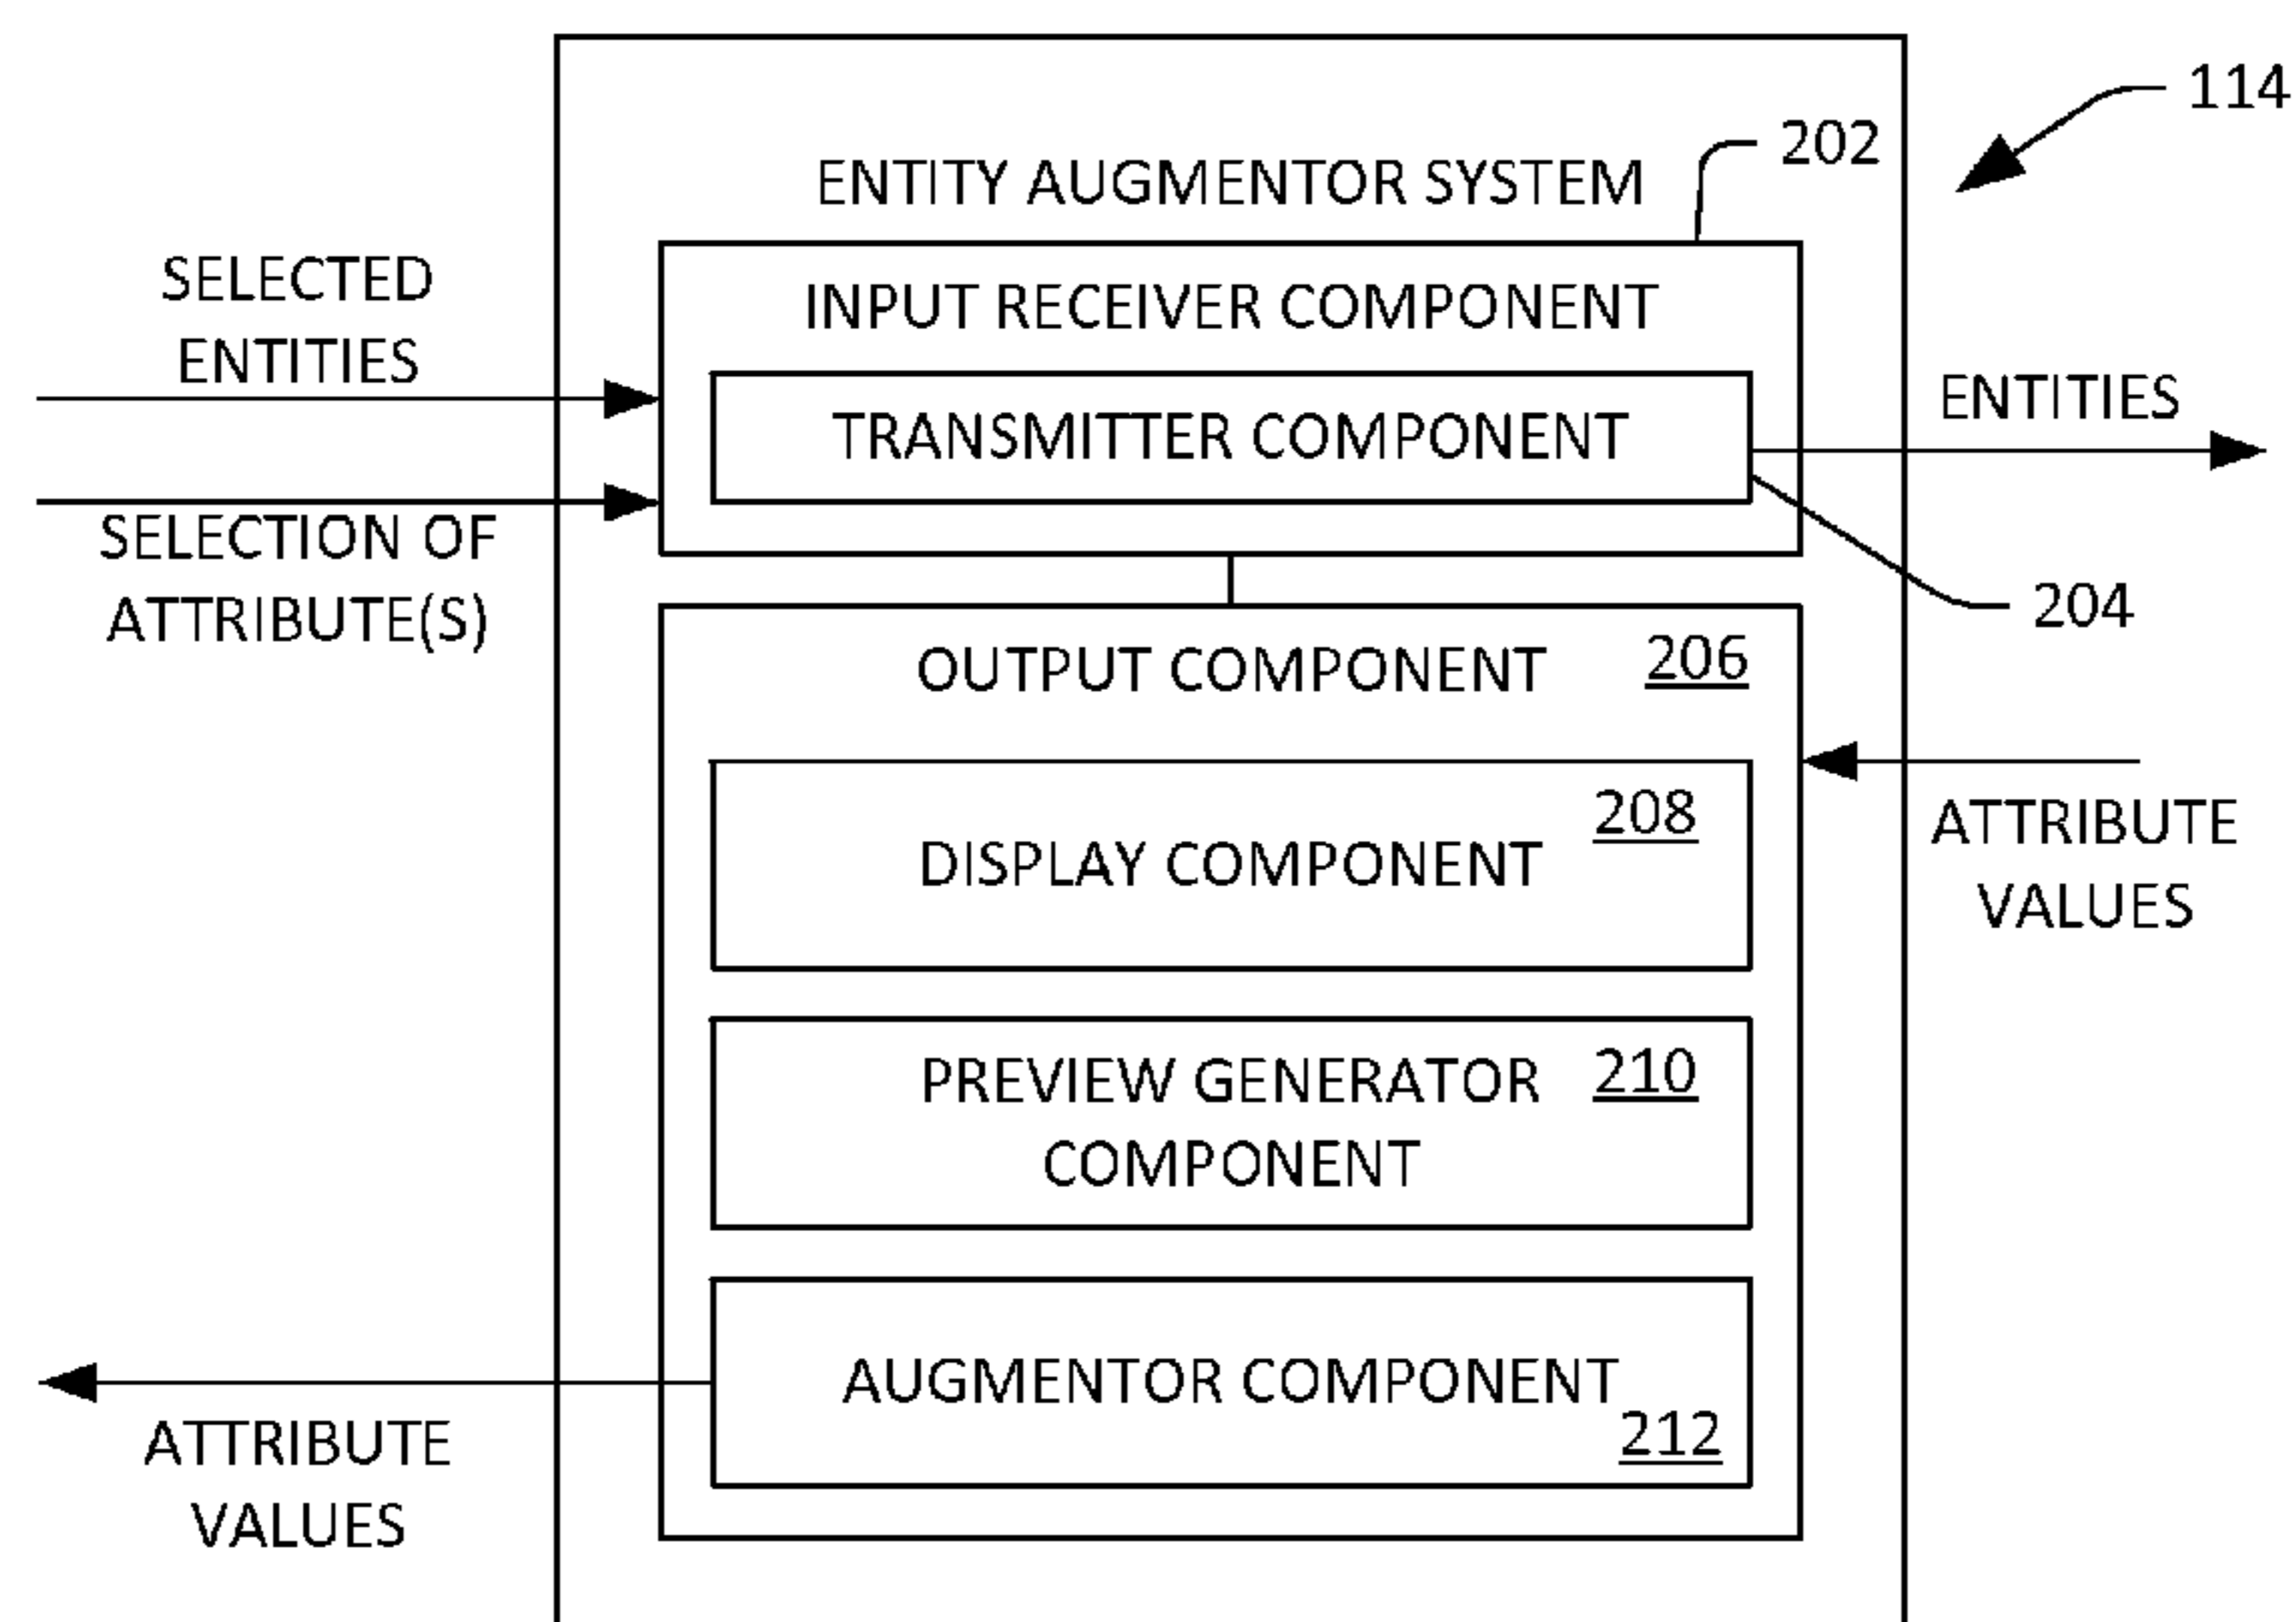 114
202
ENTITY AUGMENTOR SYSTEM
SELECTED
ENTITIES
INPUT RECEIVER COMPONENT
TRANSMITTER COMPONENT
ENTITIES
SELECTION OF
ATTRIBUTE(S)
204
OUTPUT COMPONENT 206
208
DISPLAY COMPONENT
ATTRIBUTE
VALUES
PREVIEW GENERATOR 210
COMPONENT
AUGMENTOR COMPONENT
212
ATTRIBUTE
VALUES